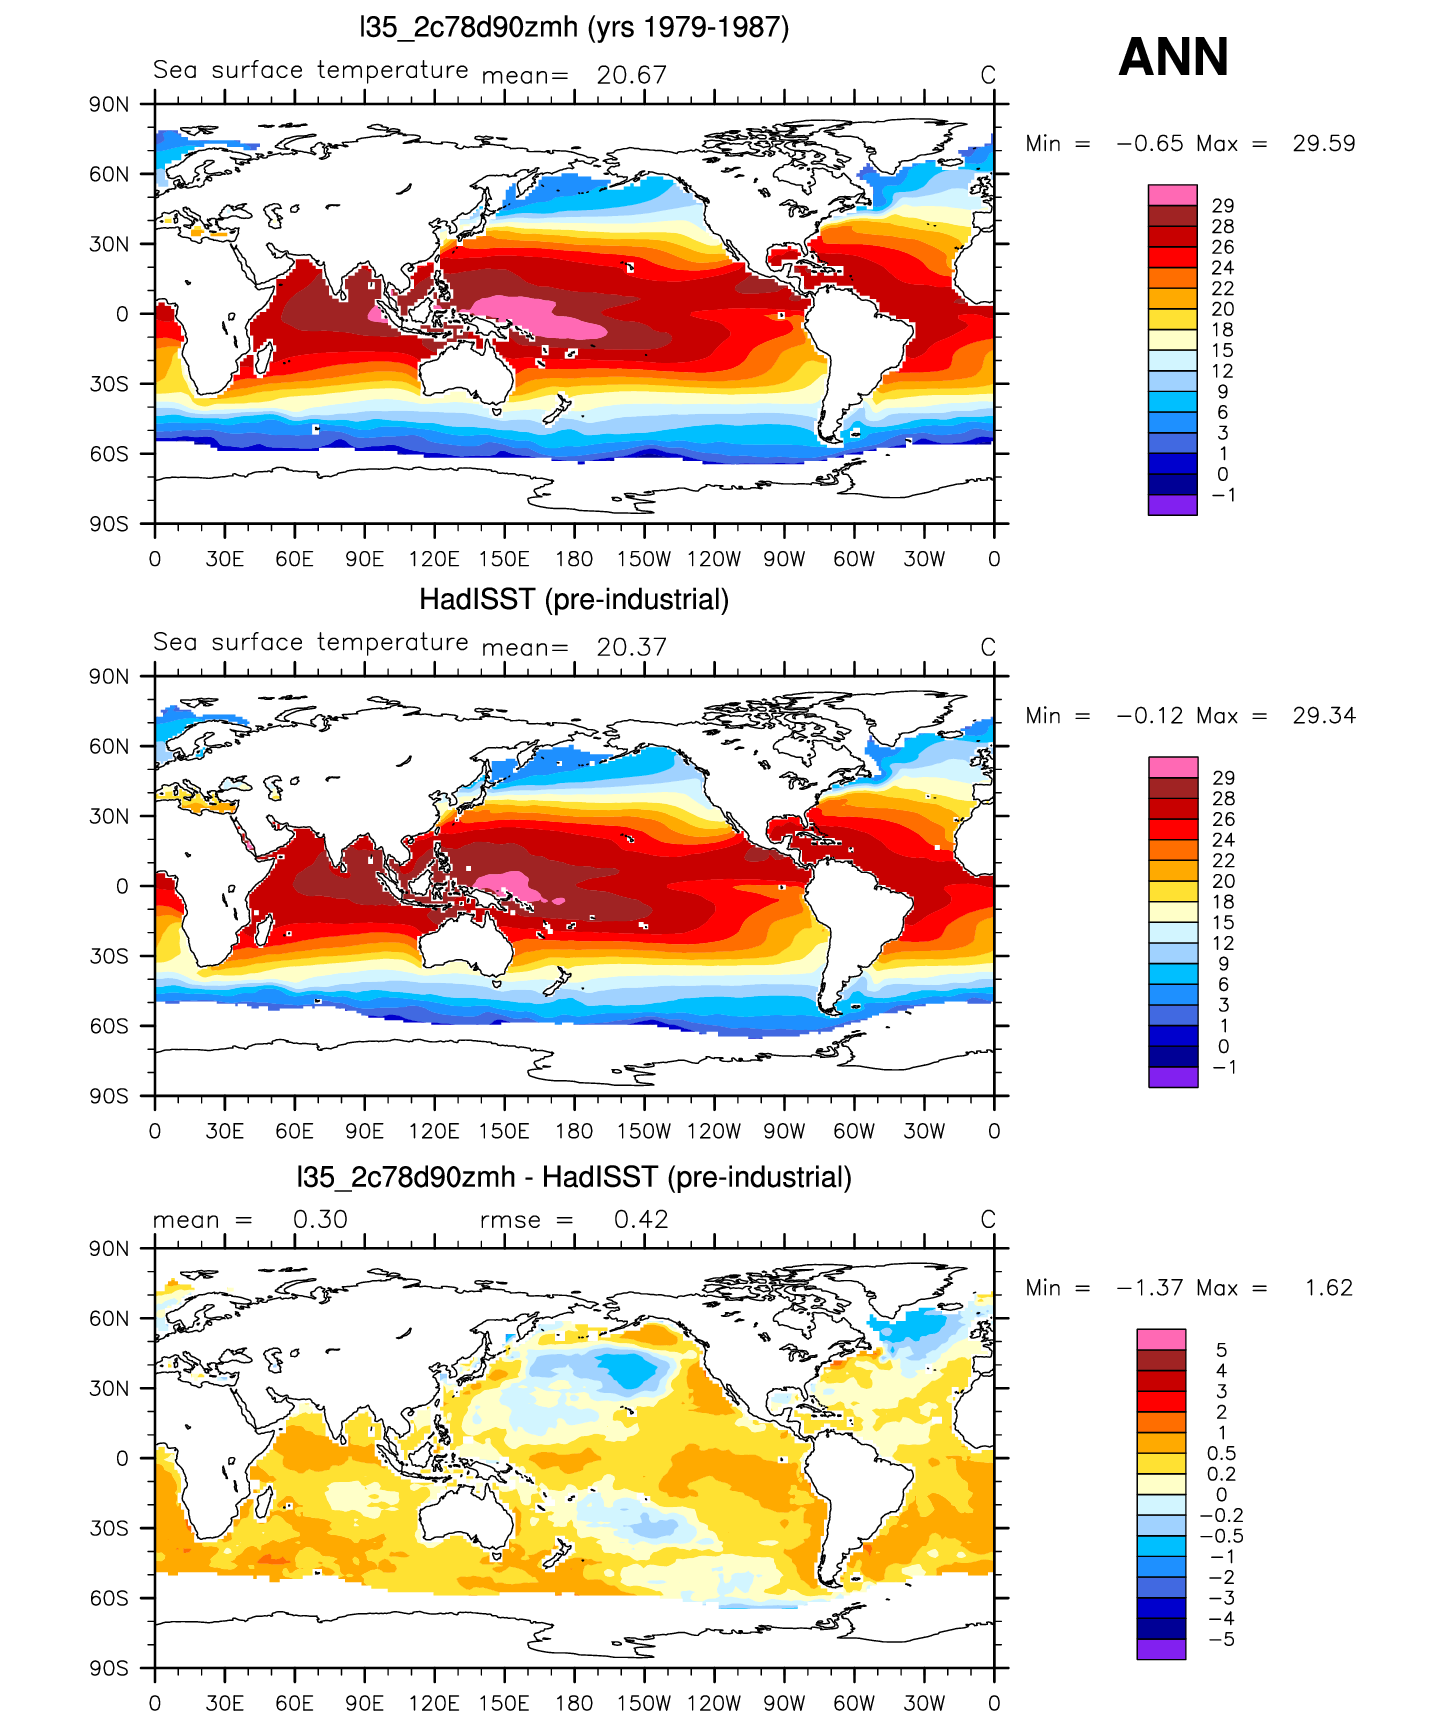 l35_2c78d90zmh (yrs 1979-1987)
ANN
Sea surface temperature mean= 20.67 C
Min = -0.65 Max = 29.59
90N
60N
30N
0
30S
60S
90S
0 30E 60E 90E 120E 150E 180 150W 120W 90W 60W 30W 0
29
28
26
24
22
20
18
15
12
9
6
3
1
0
-1
HadISST (pre-industrial)
Sea surface temperature mean= 20.37 C
Min = -0.12 Max = 29.34
90N
60N
30N
0
30S
60S
90S
0 30E 60E 90E 120E 150E 180 150W 120W 90W 60W 30W 0
29
28
26
24
22
20
18
15
12
9
6
3
1
0
-1
l35_2c78d90zmh - HadISST (pre-industrial)
mean = 0.30 rmse = 0.42 C
Min = -1.37 Max = 1.62
90N
60N
30N
0
30S
60S
90S
0 30E 60E 90E 120E 150E 180 150W 120W 90W 60W 30W 0
5
4
3
2
1
0.5
0.2
0
-0.2
-0.5
-1
-2
-3
-4
-5